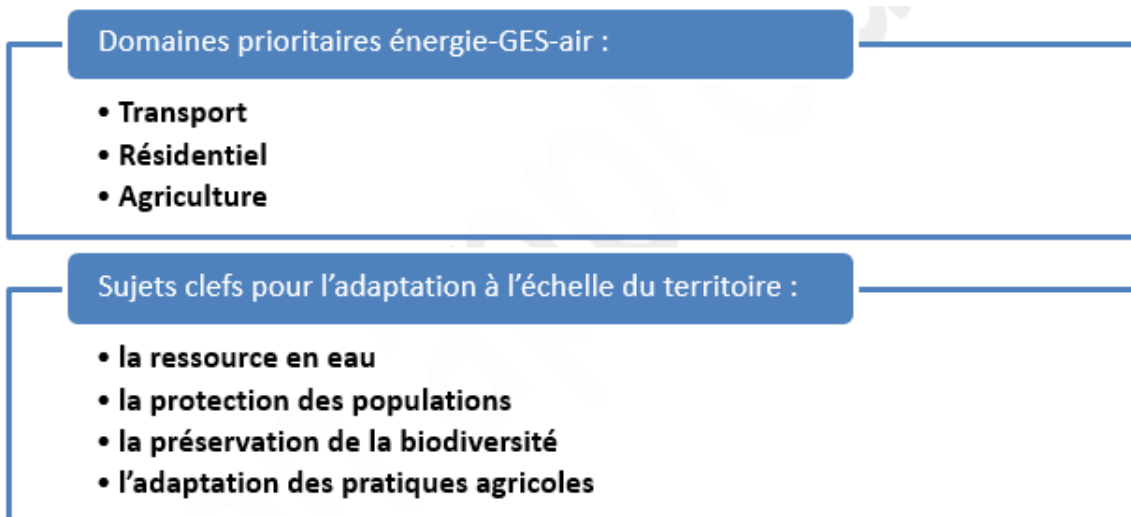 Domaines prioritaires énergie-GES-air :
• Transport
• Résidentiel
• Agriculture
Sujets clefs pour l'adaptation à l'échelle du territoire :
• la ressource en eau
• la protection des populations
• la préservation de la biodiversité
• l'adaptation des pratiques agricoles